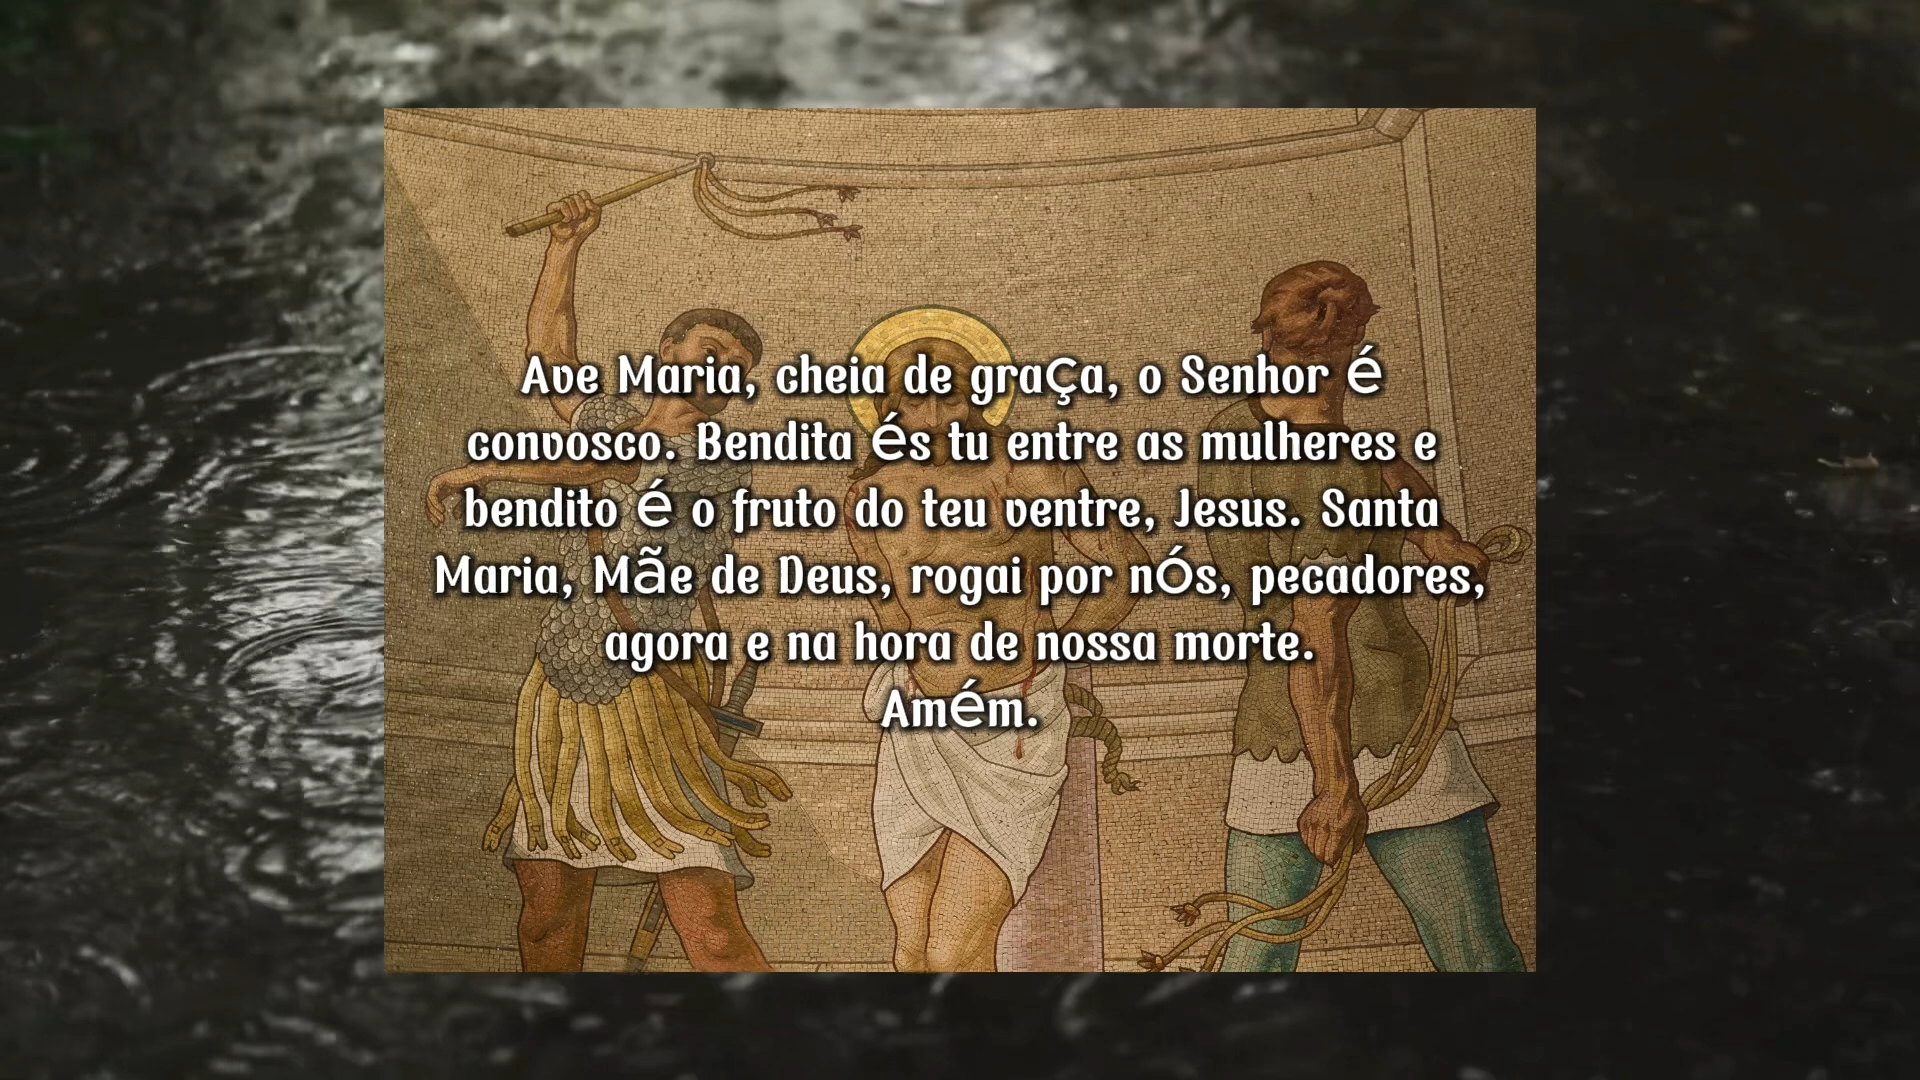 Ave Maria, cheia de graça, o Senhor é
convosco. Bendita és tu entre as mulheres e
bendito é o fruto do teu ventre, Jesus. Santa
Maria, Mãe de Deus, rogai por nós, pecadores,
agora e na hora de nossa morte.
Amém.